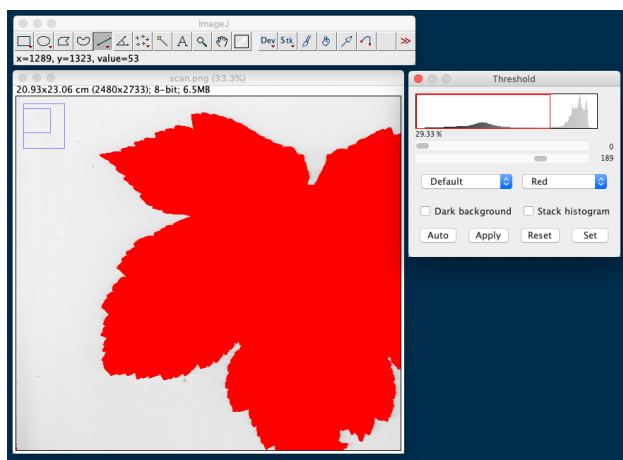 ImageJ
A
Dev Stk
x=1289, y=1323, value=53
scan.png (33.3%)
20.93x23.06 cm (2480x2733); 8-bit; 6.5MB
Threshold
29.33 %
0
189
Default Red
Dark background Stack histogram
Auto Apply Reset Set